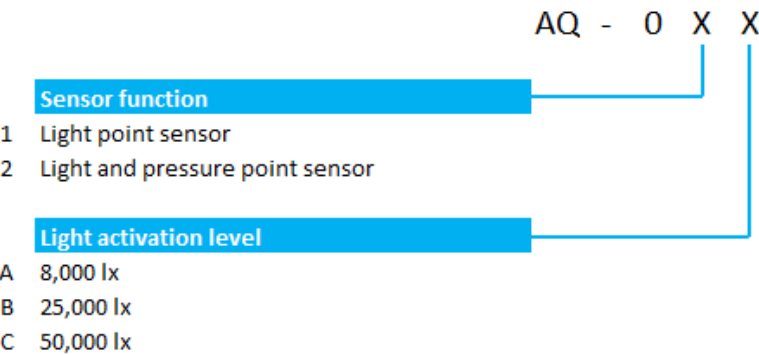 AQ - 0 X X
Sensor function
1 Light point sensor
2 Light and pressure point sensor
Light activation level
A 8,000 lx
B 25,000 lx
C 50,000 lx